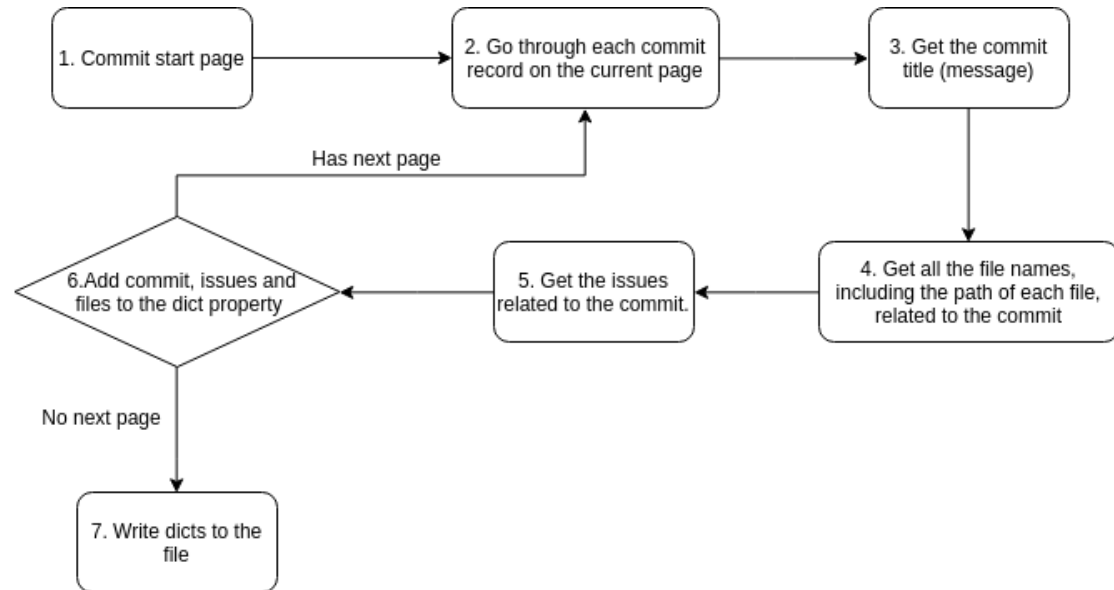 1. Commit start page
2. Go through each commit
record on the current page
3. Get the commit
title (message)
Has next page
6.Add commit, issues and
files to the dict property
5. Get the issues
related to the commit.
4. Get all the file names,
including the path of each file,
related to the commit
No next page
7. Write dicts to the
file